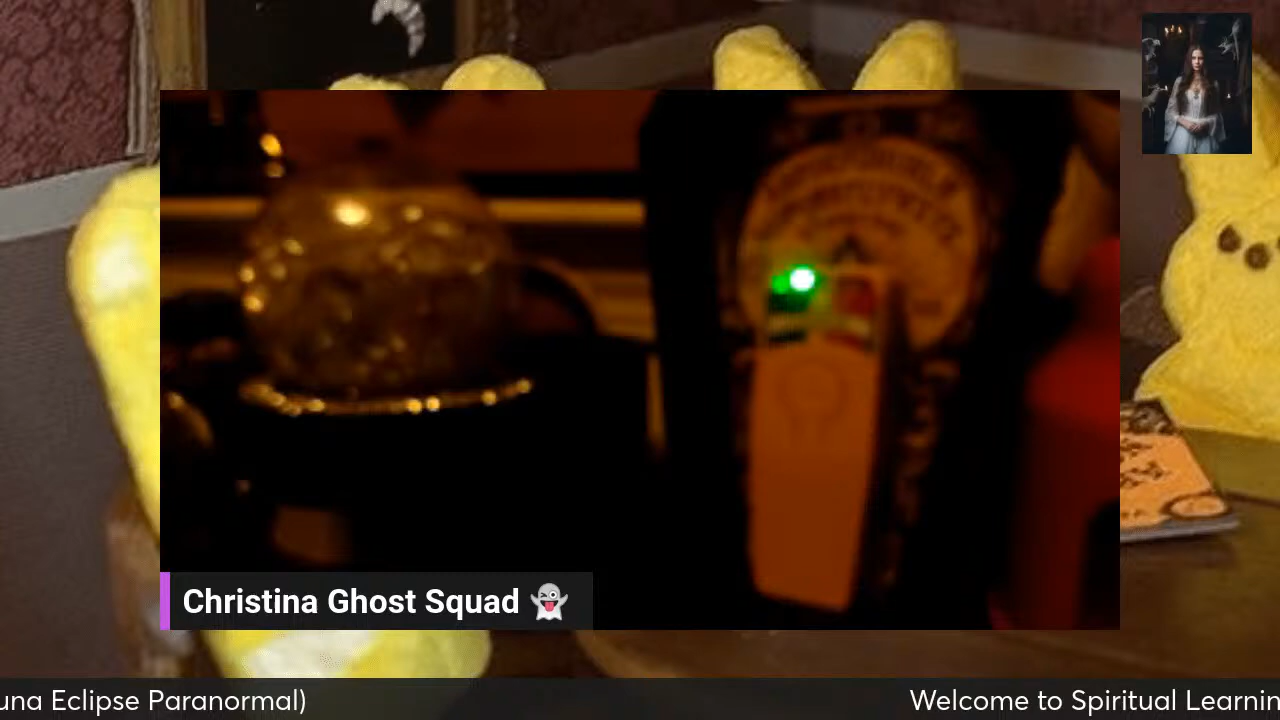 Christina Ghost Squad 👻
una Eclipse Paranormal)
Welcome to Spiritual Learnin